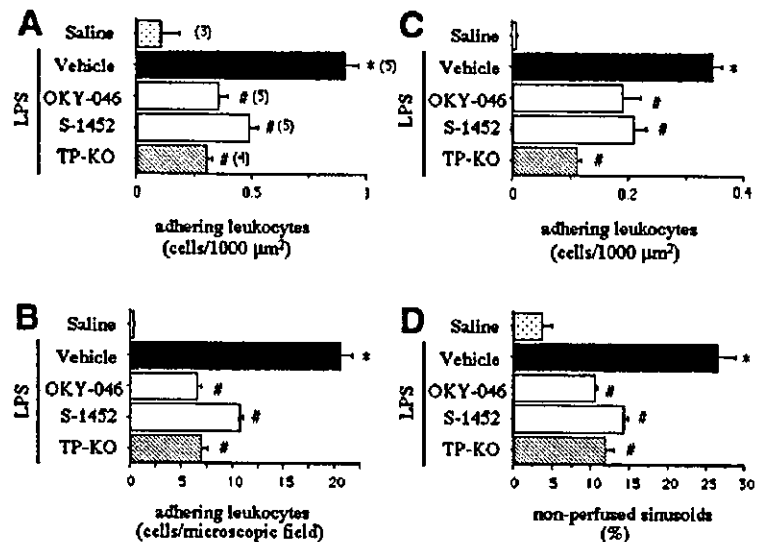 A
Saline
(3)
Vehicle
* (5)
OKY-046
# (5)
S-1452
# (5)
TP-KO
# (4)
LPS
0 0.5 1
adhering leukocytes
(cells/1000 µm²)
C
Saline
Vehicle
*
OKY-046
#
S-1452
#
TP-KO
#
LPS
0 0.2 0.4
adhering leukocytes
(cells/1000 µm²)
B
Saline
Vehicle
*
OKY-046
#
S-1452
#
TP-KO
#
LPS
0 5 10 15 20
adhering leukocytes
(cells/microscopic field)
D
Saline
Vehicle
*
OKY-046
#
S-1452
#
TP-KO
#
LPS
0 5 10 15 20 25 30
non-perfused sinusoids
(%)